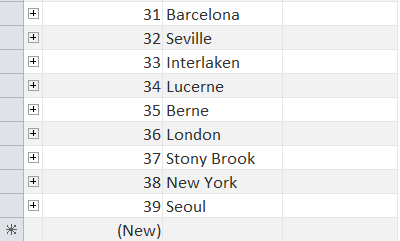 31 Barcelona
32 Seville
33 Interlaken
34 Lucerne
35 Berne
36 London
37 Stony Brook
38 New York
39 Seoul
(New)